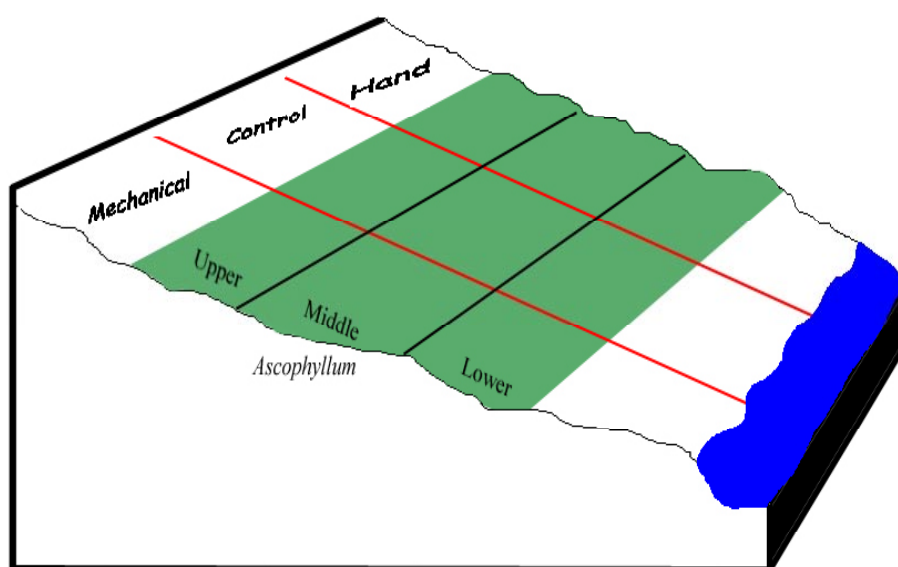 Hand
Control
Mechanical
Upper
Middle
Ascophyllum
Lower